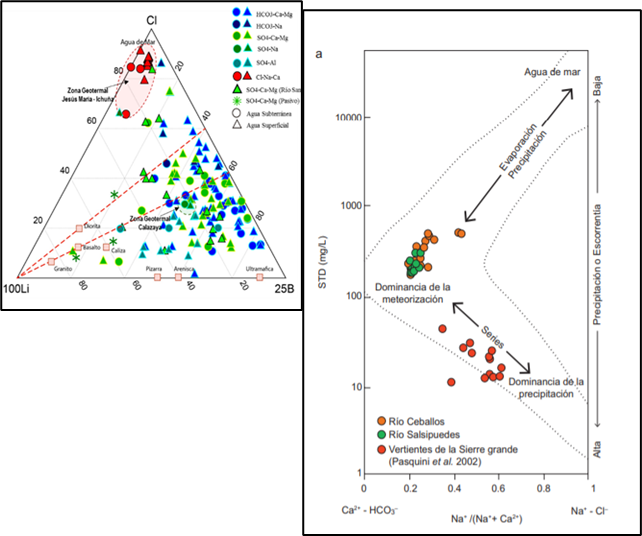 Cl
Agua de Mar
80
20
Zona Geotermal
Jesús María - Ichuña
60
40
40
60
Zona Geotermal
Calazaya
20
80
Diorita
Basalto
Caliza
Granito
Pizarra
Arenisca
Ultramafica
100Li
80
60
40
20
25B
HCO3-Ca-Mg
HCO3-Na
SO4-Ca-Mg
SO4-Na
SO4-Al
Cl-Na-Ca
SO4-Ca-Mg (Río San
SO4-Ca-Mg (Pasivo)
Agua Subterránea
Agua Superficial
a
Agua de mar
Evaporación
Precipitación
Dominancia de la
meteorización
Series
Dominancia de la
precipitación
Río Ceballos
Río Salsipuedes
Vertientes de la Sierre grande
(Pasquini et al. 2002)
STD (mg/L)
10000
1000
100
10
1
0
0.2
0.4
0.6
0.8
1
Ca²⁺ - HCO₃⁻
Na⁺ /(Na⁺+ Ca²⁺)
Na⁺ - Cl⁻
Baja
Precipitación o Escorrentía
Alta